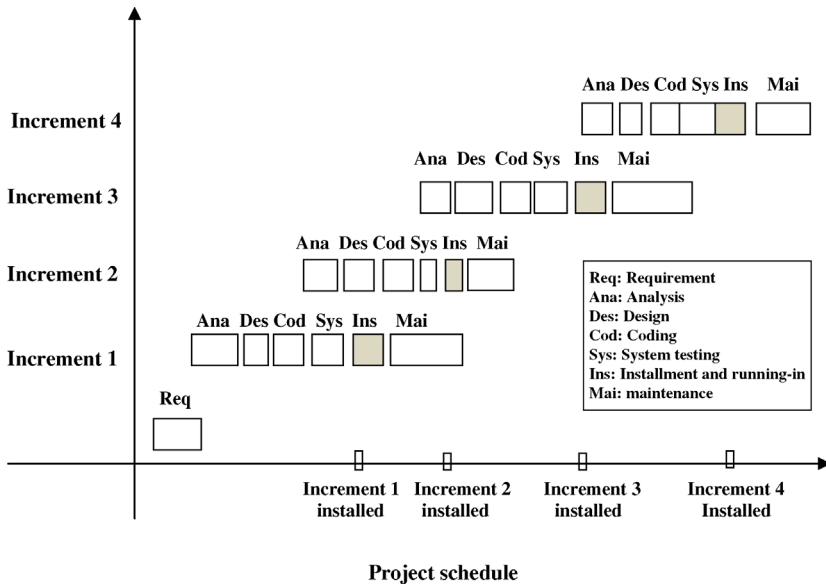 Ana Des Cod Sys Ins Mai
Increment 4
Ana Des Cod Sys Ins Mai
Increment 3
Ana Des Cod Sys Ins Mai
Increment 2
Req: Requirement
Ana: Analysis
Des: Design
Cod: Coding
Sys: System testing
Ins: Installment and running-in
Mai: maintenance
Ana Des Cod Sys Ins Mai
Increment 1
Req
Increment 1
installed
Increment 2
installed
Increment 3
installed
Increment 4
Installed
Project schedule